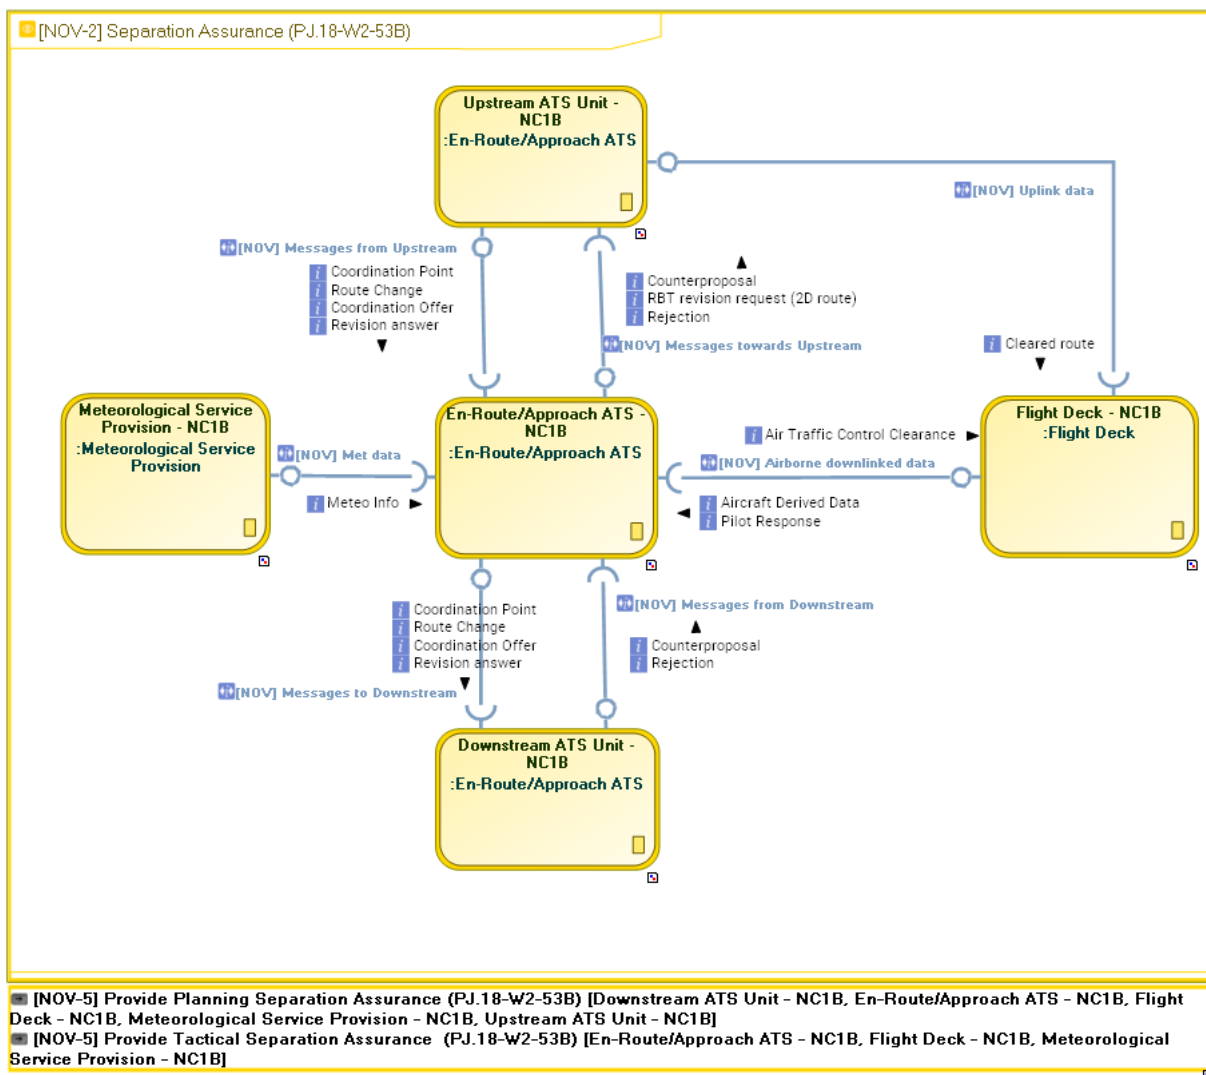 [NOV-2] Separation Assurance (PJ.18-W2-53B)
Upstream ATS Unit -
NC1B
:En-Route/Approach ATS
[NOV] Uplink data
[NOV] Messages from Upstream
Coordination Point
Route Change
Coordination Offer
Revision answer
Counterproposal
RBT revision request (2D route)
Rejection
[NOV] Messages towards Upstream
Cleared route
Meteorological Service
Provision - NC1B
:Meteorological Service
Provision
[NOV] Met data
Meteo Info
En-Route/Approach ATS -
NC1B
:En-Route/Approach ATS
Air Traffic Control Clearance
[NOV] Airborne downlinked data
Aircraft Derived Data
Pilot Response
Flight Deck - NC1B
:Flight Deck
Coordination Point
Route Change
Coordination Offer
Revision answer
[NOV] Messages to Downstream
[NOV] Messages from Downstream
Counterproposal
Rejection
Downstream ATS Unit -
NC1B
:En-Route/Approach ATS
[NOV-5] Provide Planning Separation Assurance (PJ.18-W2-53B) [Downstream ATS Unit - NC1B, En-Route/Approach ATS - NC1B, Flight
Deck - NC1B, Meteorological Service Provision - NC1B, Upstream ATS Unit - NC1B]
[NOV-5] Provide Tactical Separation Assurance (PJ.18-W2-53B) [En-Route/Approach ATS - NC1B, Flight Deck - NC1B, Meteorological
Service Provision - NC1B]